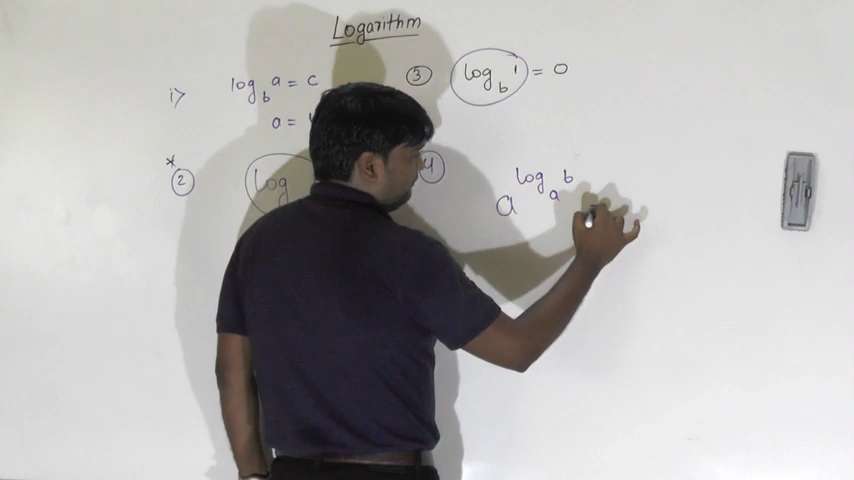 Logarithm
i> log_b a = c
a =
* ② log
③ log_b 1 = 0
④ a^{log_a b}